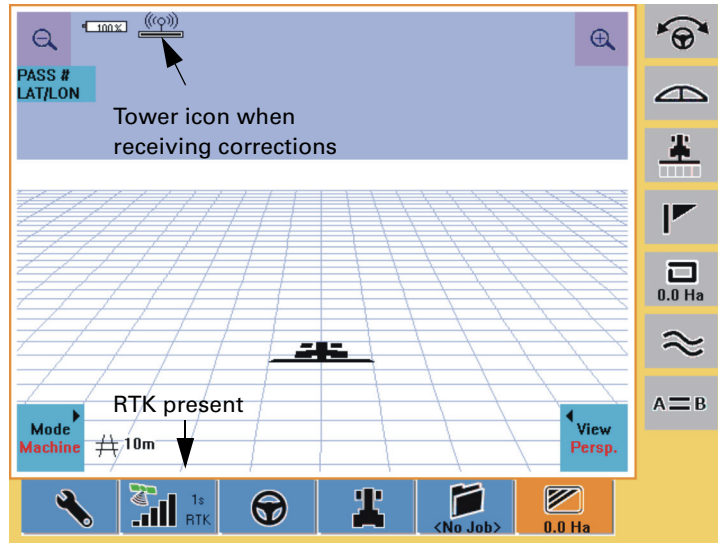 100%
PASS #
LAT/LON
Tower icon when
receiving corrections
0.0 Ha
A=B
RTK present
Mode
Machine
10m
View
Persp.
1s
RTK
<No Job>
0.0 Ha